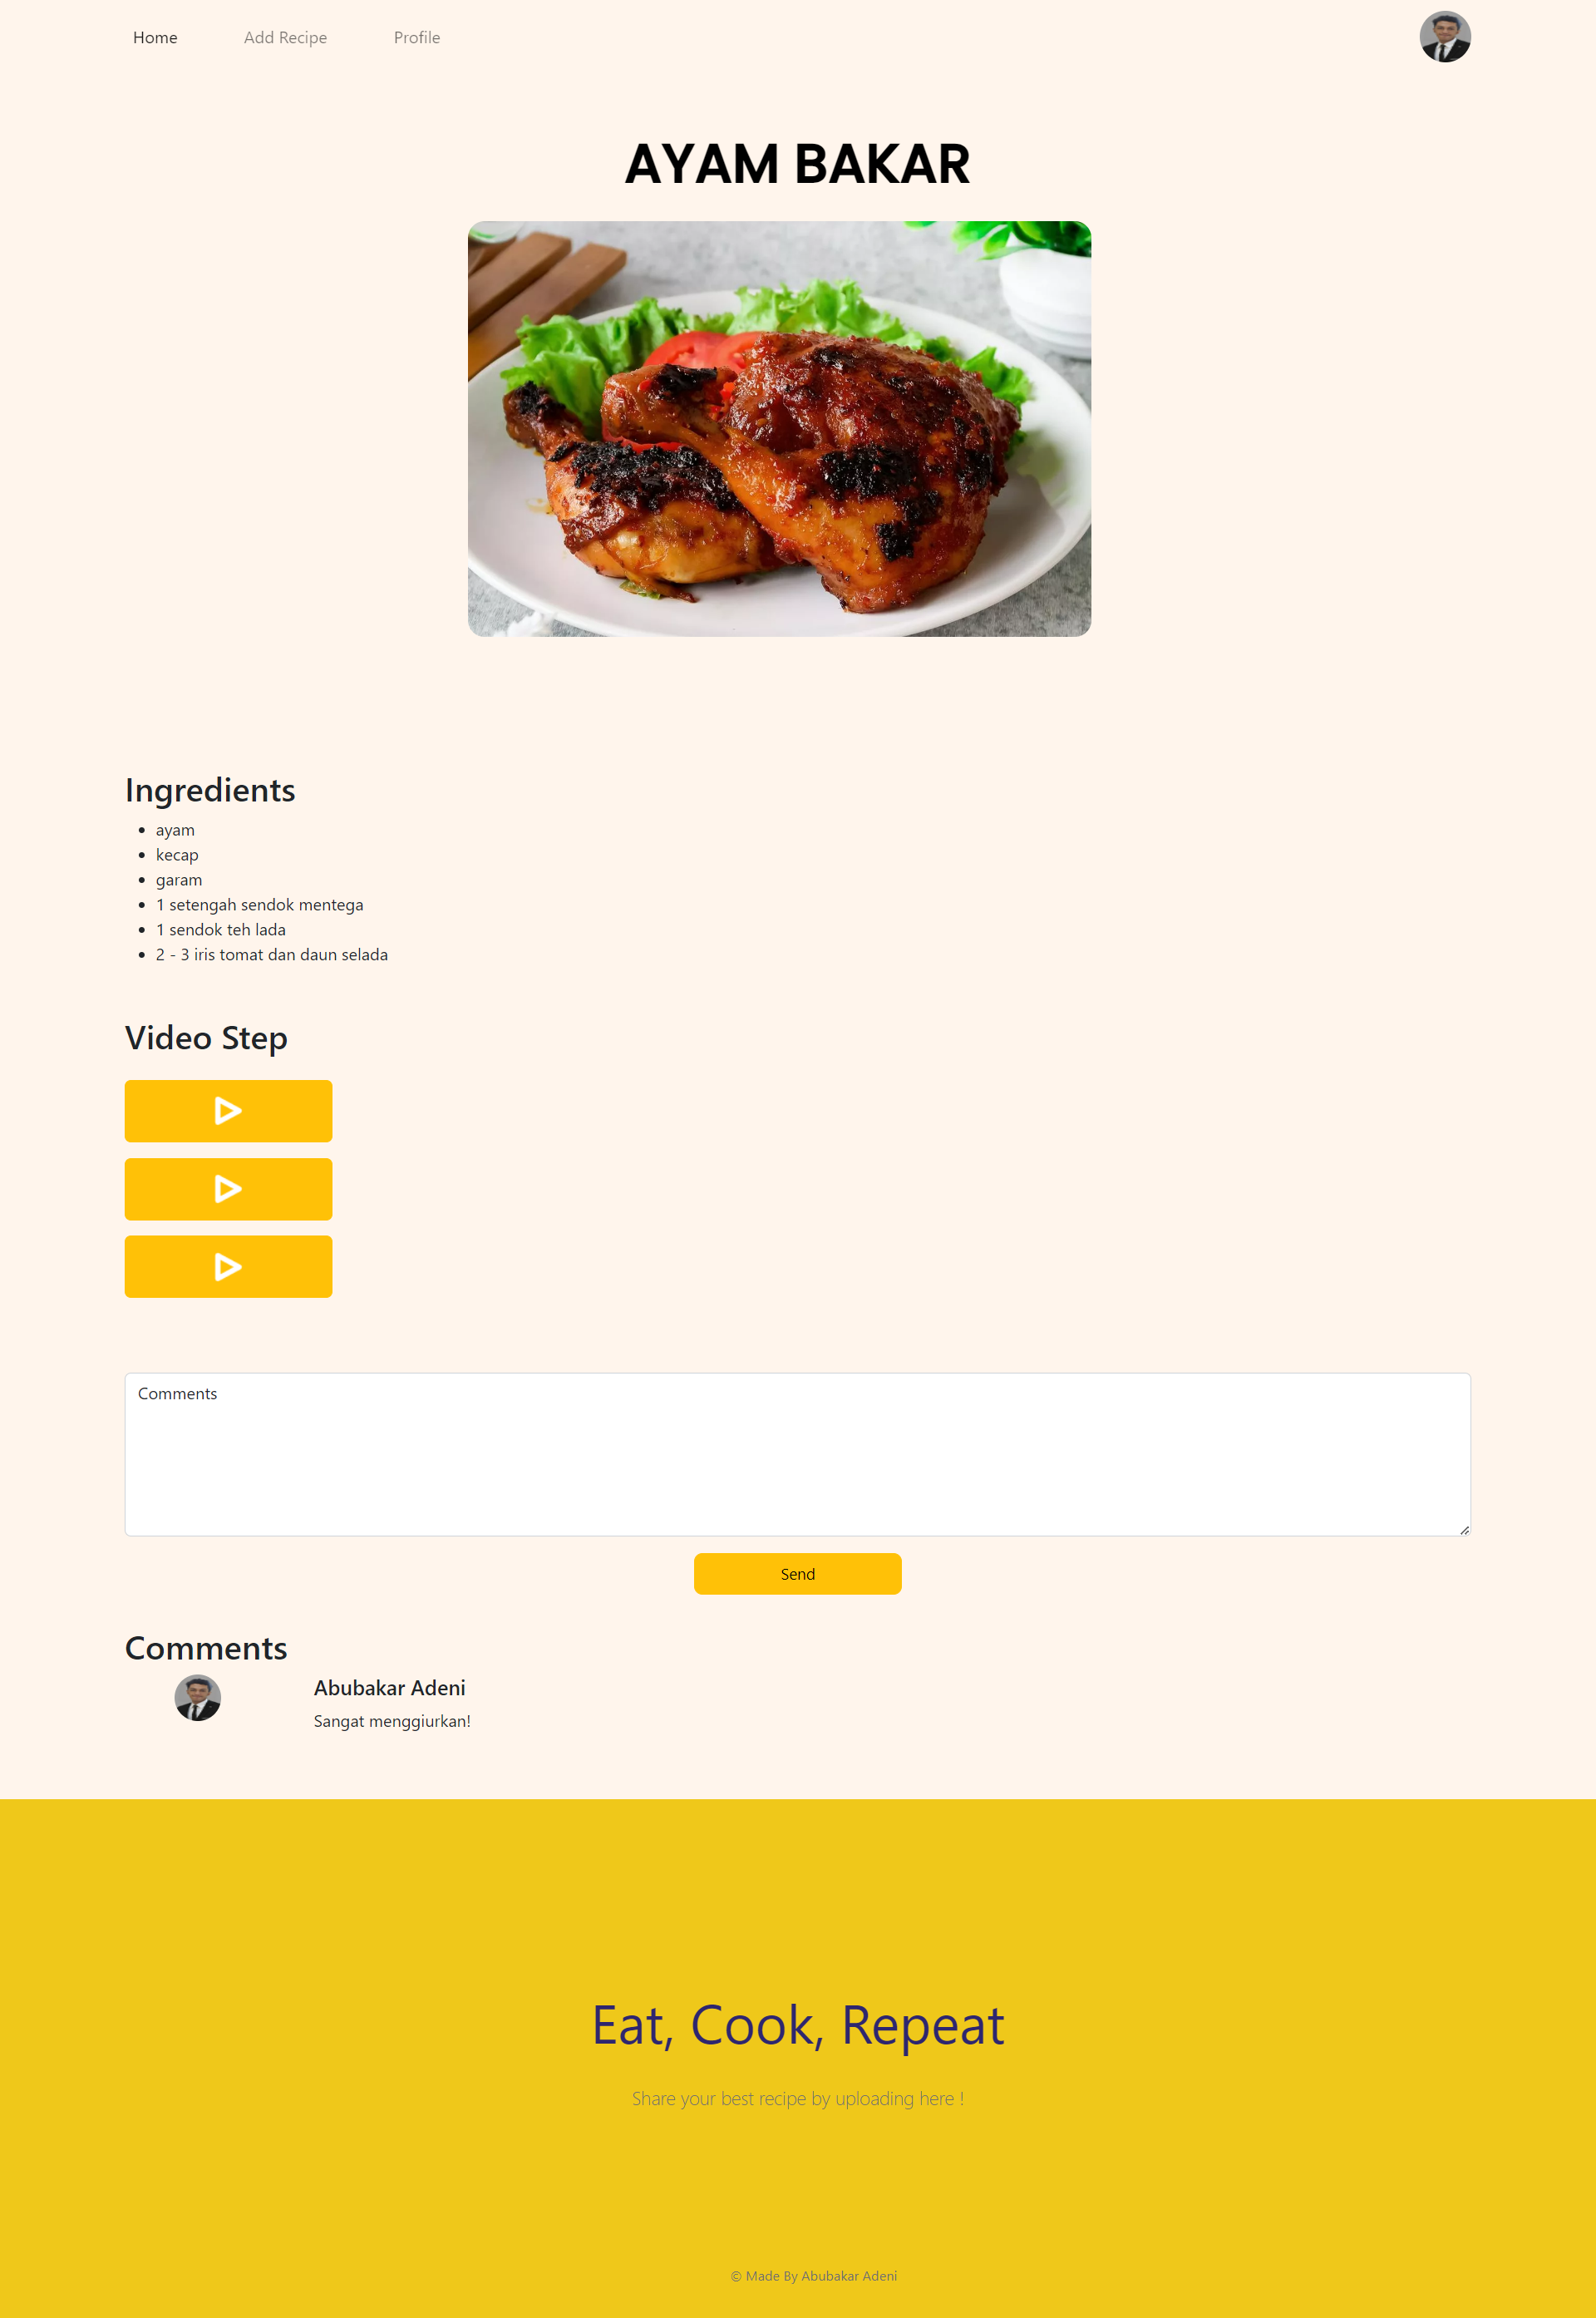 Home Add Recipe Profile
AYAM BAKAR
Ingredients
ayam
kecap
garam
1 setengah sendok mentega
1 sendok teh lada
2 - 3 iris tomat dan daun selada
Video Step
Comments
Send
Comments
Abubakar Adeni
Sangat menggiurkan!
Eat, Cook, Repeat
Share your best recipe by uploading here !
© Made By Abubakar Adeni